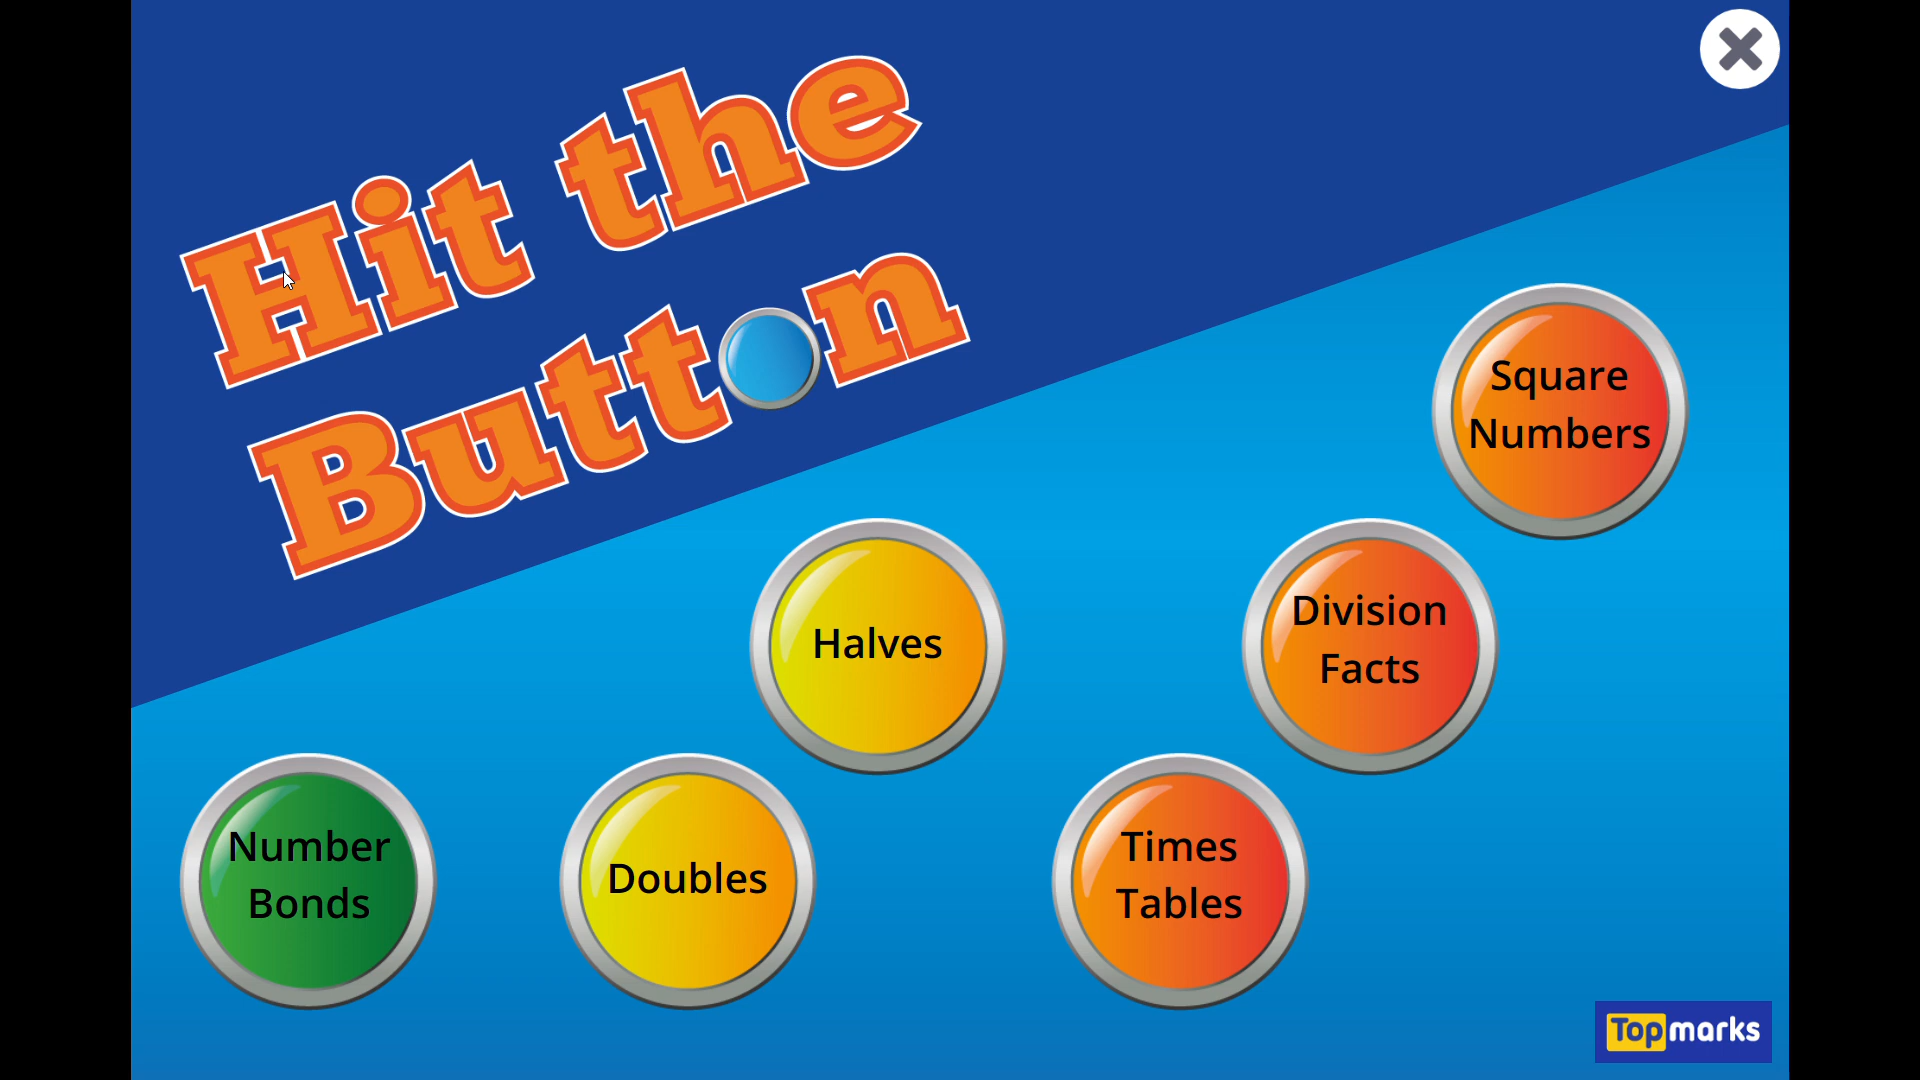 Hit the
Button
Square
Numbers
Halves
Division
Facts
Number
Bonds
Doubles
Times
Tables
Topmarks